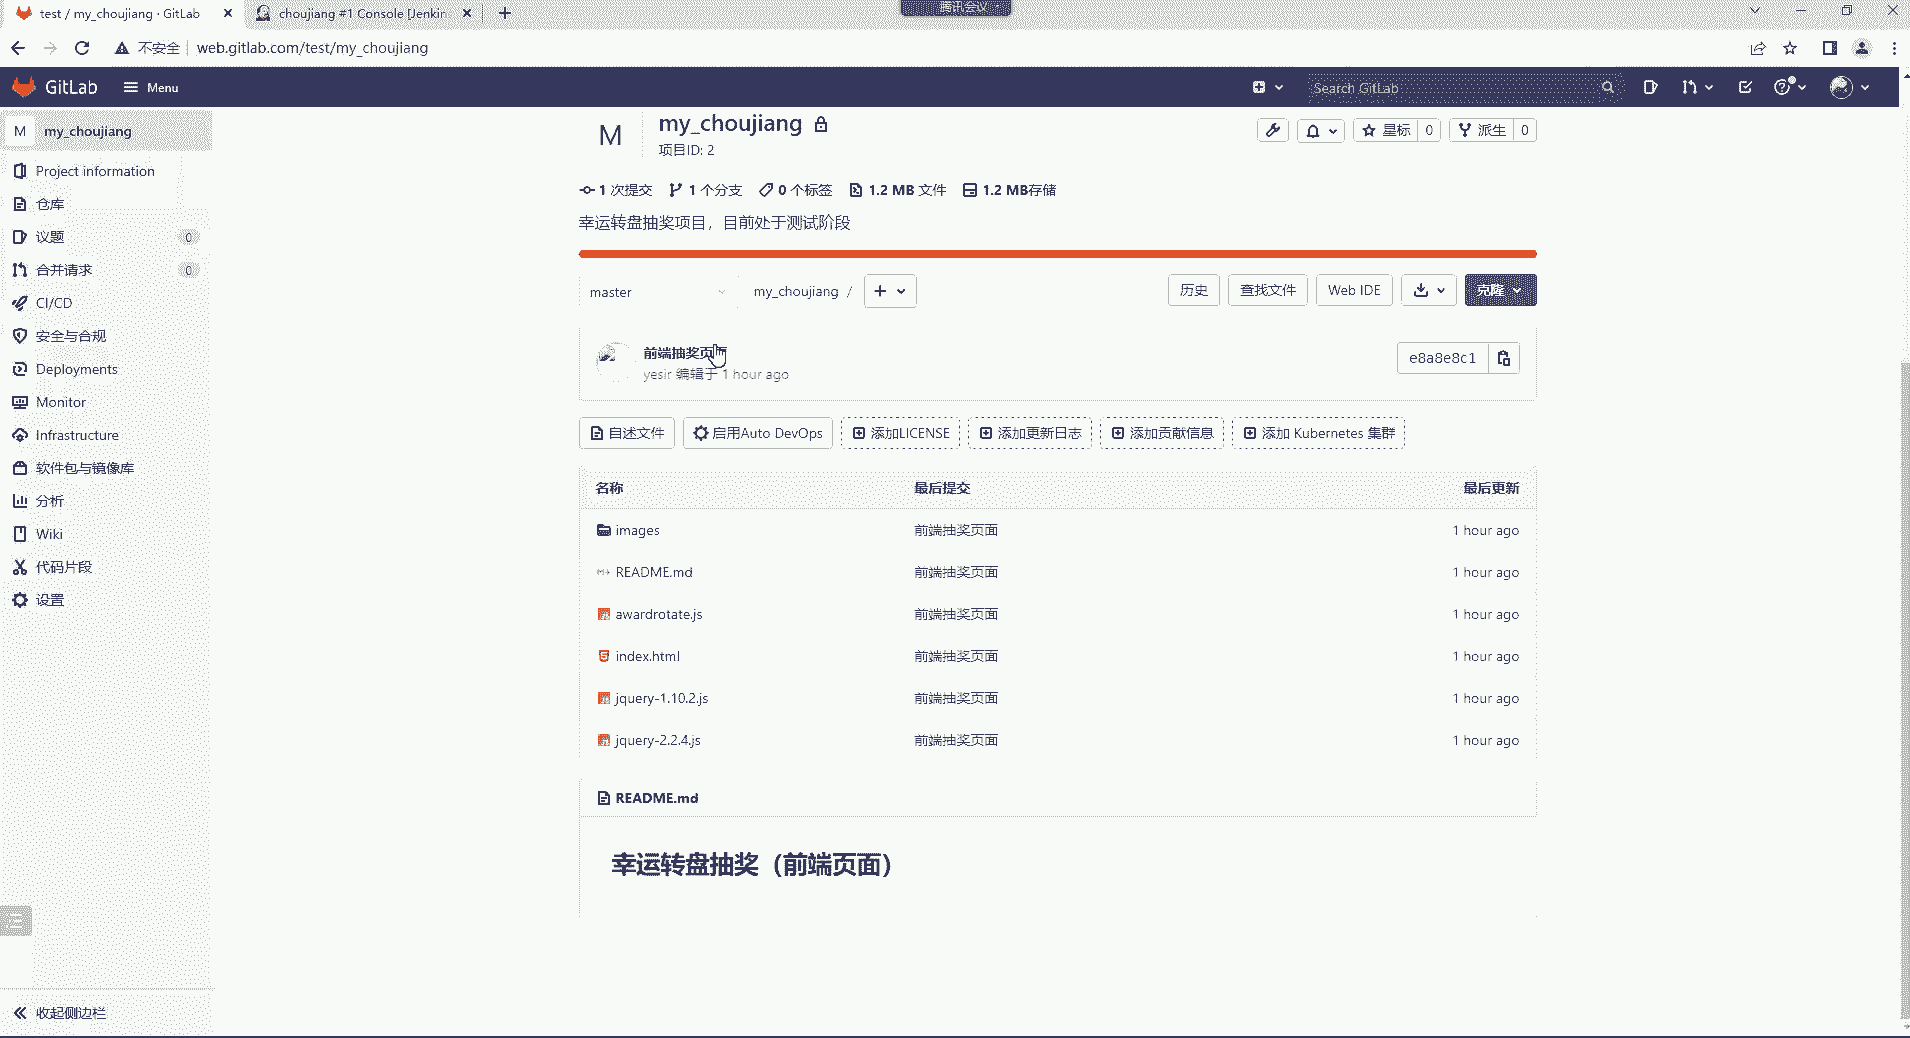 test / my_choujiang · GitLab
choujiang #1 Console [Jenkin
腾讯会议
不安全
web.gitlab.com/test/my_choujiang
GitLab
Menu
Search GitLab
M
my_choujiang
Project information
仓库
议题 0
合并请求 0
CI/CD
安全与合规
Deployments
Monitor
Infrastructure
软件包与镜像库
分析
Wiki
代码片段
设置
收起侧边栏
M
my_choujiang
项目ID: 2
星标 0
派生 0
1 次提交 1 个分支 0 个标签 1.2 MB 文件 1.2 MB存储
幸运转盘抽奖项目，目前处于测试阶段
master
my_choujiang /
历史
查找文件
Web IDE
克隆
前端抽奖页面
yesir 编辑于 1 hour ago
e8a8e8c1
自述文件
启用Auto DevOps
添加LICENSE
添加更新日志
添加贡献信息
添加 Kubernetes 集群
名称 最后提交 最后更新
images 前端抽奖页面 1 hour ago
README.md 前端抽奖页面 1 hour ago
awardrotate.js 前端抽奖页面 1 hour ago
index.html 前端抽奖页面 1 hour ago
jquery-1.10.2.js 前端抽奖页面 1 hour ago
jquery-2.2.4.js 前端抽奖页面 1 hour ago
README.md
幸运转盘抽奖（前端页面）